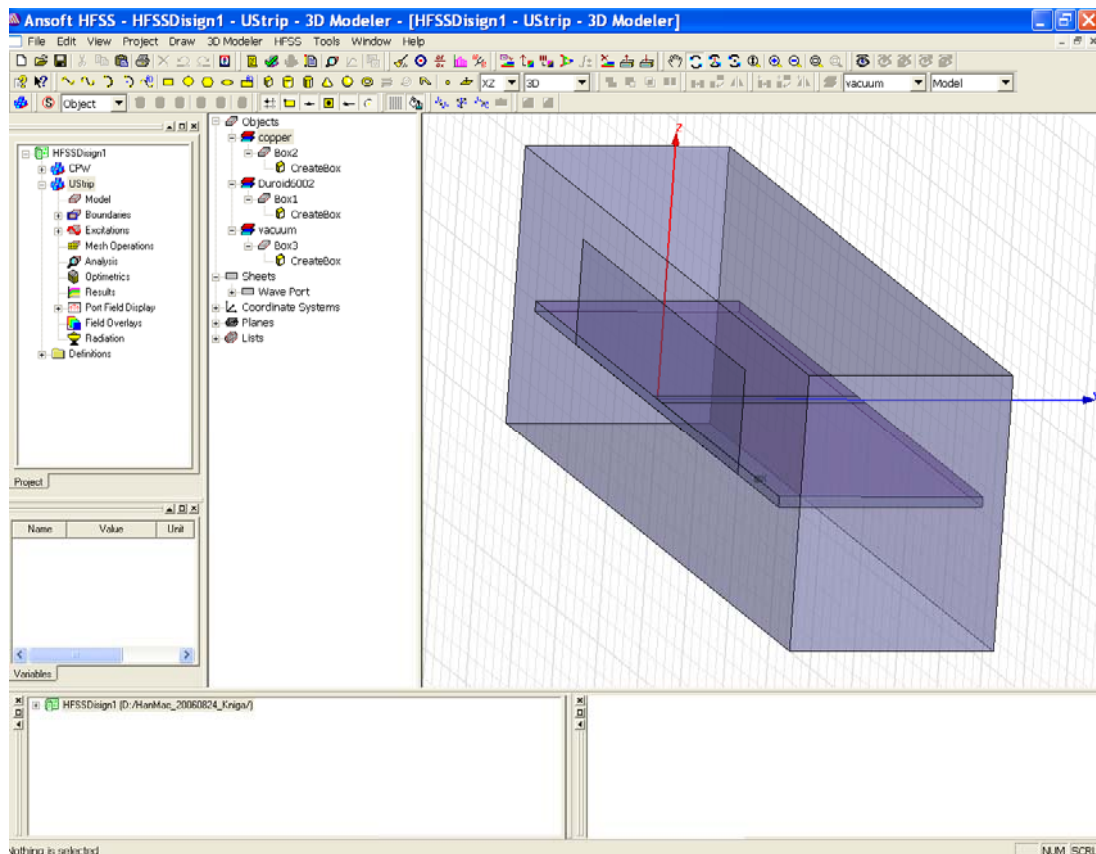 Ansoft HFSS - HFSSDisign1 - UStrip - 3D Modeler - [HFSSDisign1 - UStrip - 3D Modeler]
File Edit View Project Draw 3D Modeler HFSS Tools Window Help
XZ 3D vacuum Model
Object
HFSSDisign1
CPW
UStrip
Model
Boundaries
Excitations
Mesh Operations
Analysis
Optimetrics
Results
Port Field Display
Field Overlays
Radiation
Definitions
Project
Objects
copper
Box2
CreateBox
Duroid6002
Box1
CreateBox
vacuum
Box3
CreateBox
Sheets
Wave Port
Coordinate Systems
Planes
Lists
Z
Name Value Unit
Variables
HFSSDisign1 (D:/HanMac_20060824_Kniga/)
Nothing is selected
NUM SCRL